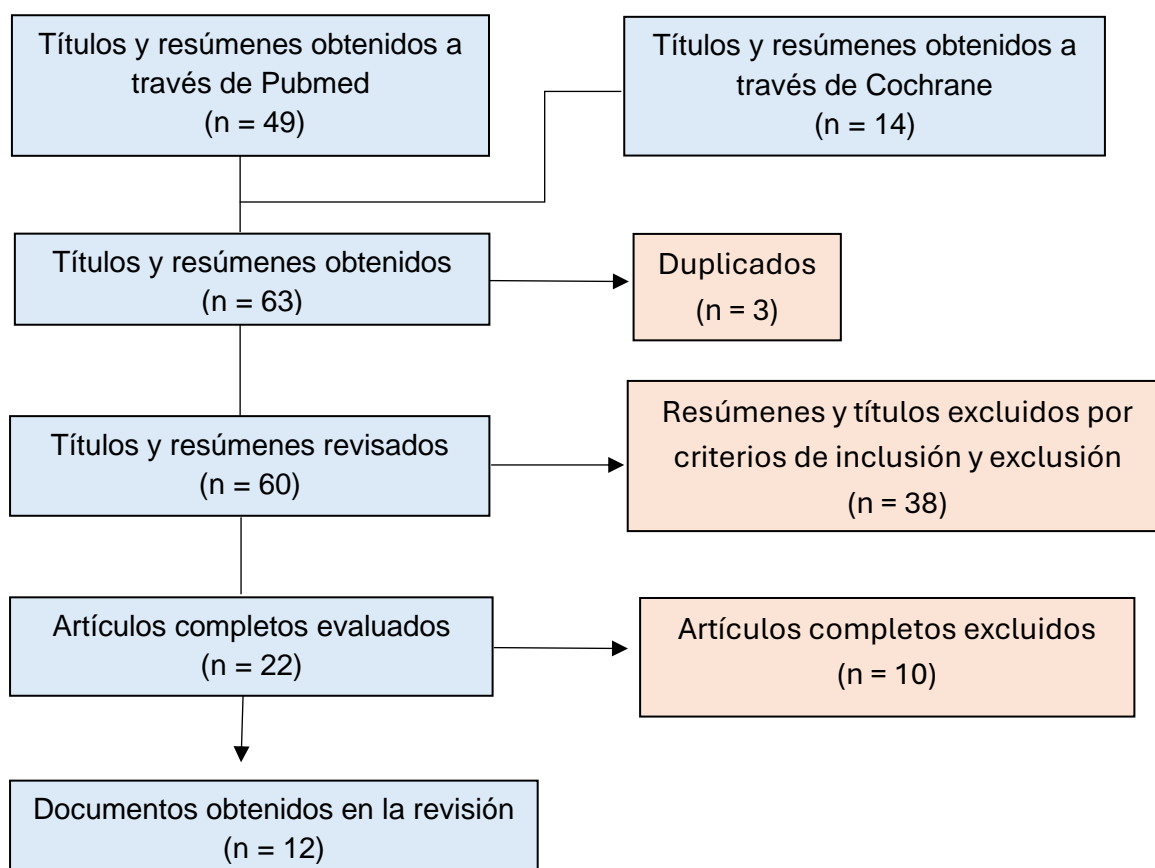 Títulos y resúmenes obtenidos a
través de Pubmed
(n = 49)
Títulos y resúmenes obtenidos a
través de Cochrane
(n = 14)
Títulos y resúmenes obtenidos
(n = 63)
Duplicados
(n = 3)
Títulos y resúmenes revisados
(n = 60)
Resúmenes y títulos excluidos por
criterios de inclusión y exclusión
(n = 38)
Artículos completos evaluados
(n = 22)
Artículos completos excluidos
(n = 10)
Documentos obtenidos en la revisión
(n = 12)